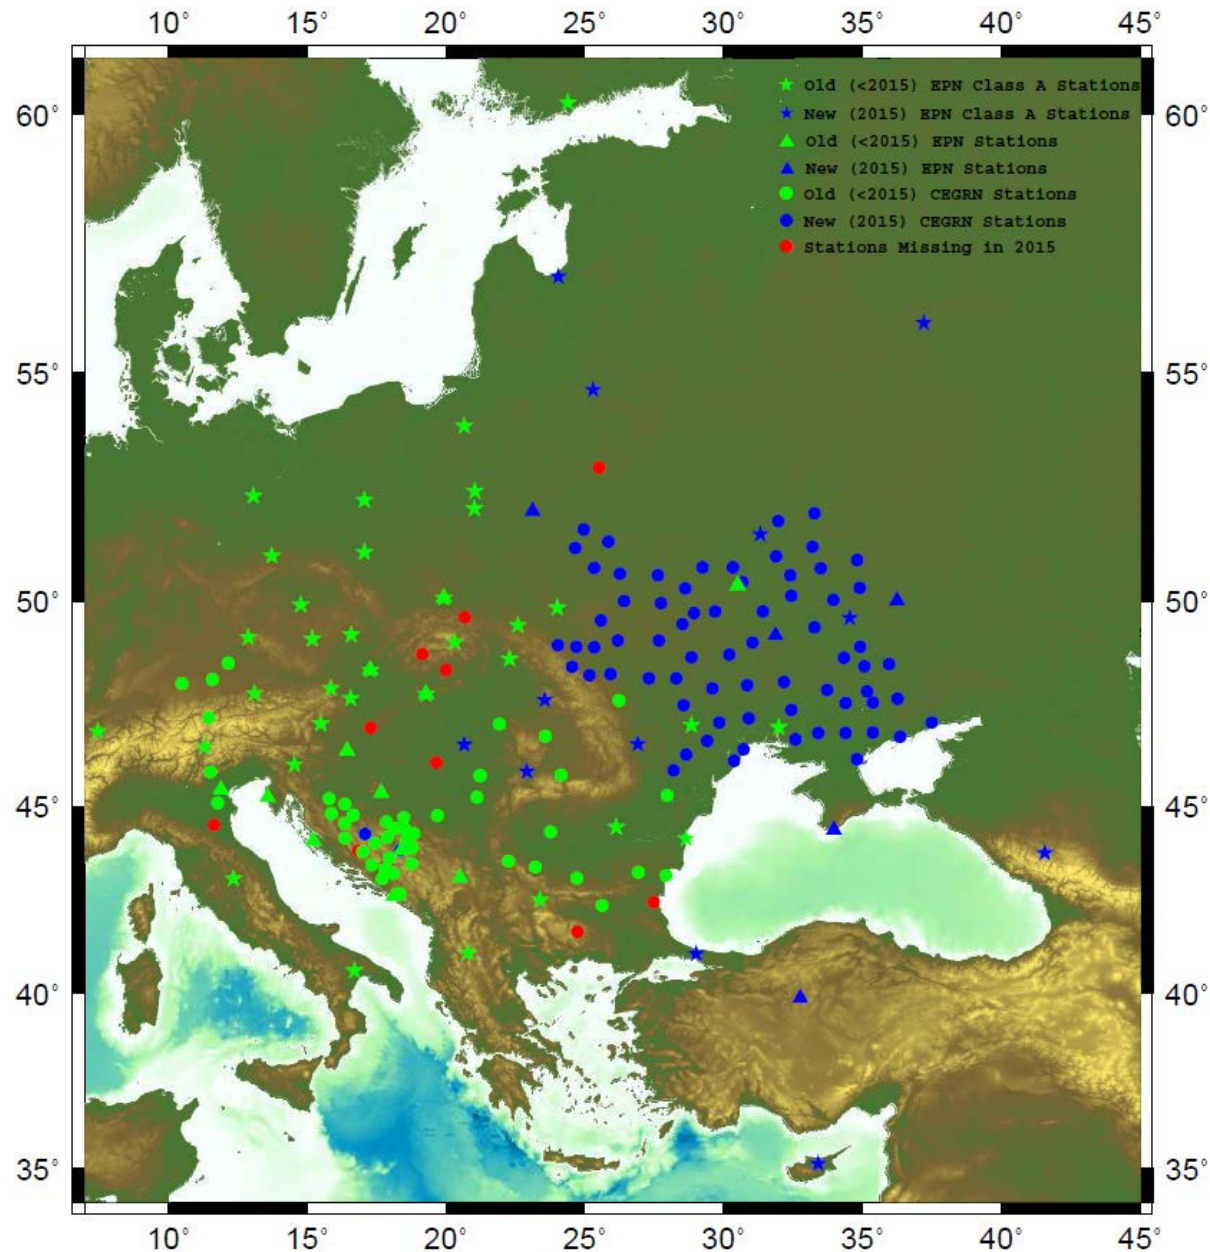 10° 15° 20° 25° 30° 35° 40° 45°
60° 60°
55° 55°
50° 50°
45° 45°
40° 40°
35° 35°
Old (<2015) EPN Class A Stations
New (2015) EPN Class A Stations
Old (<2015) EPN Stations
New (2015) EPN Stations
Old (<2015) CEGRN Stations
New (2015) CEGRN Stations
Stations Missing in 2015
10° 15° 20° 25° 30° 35° 40° 45°